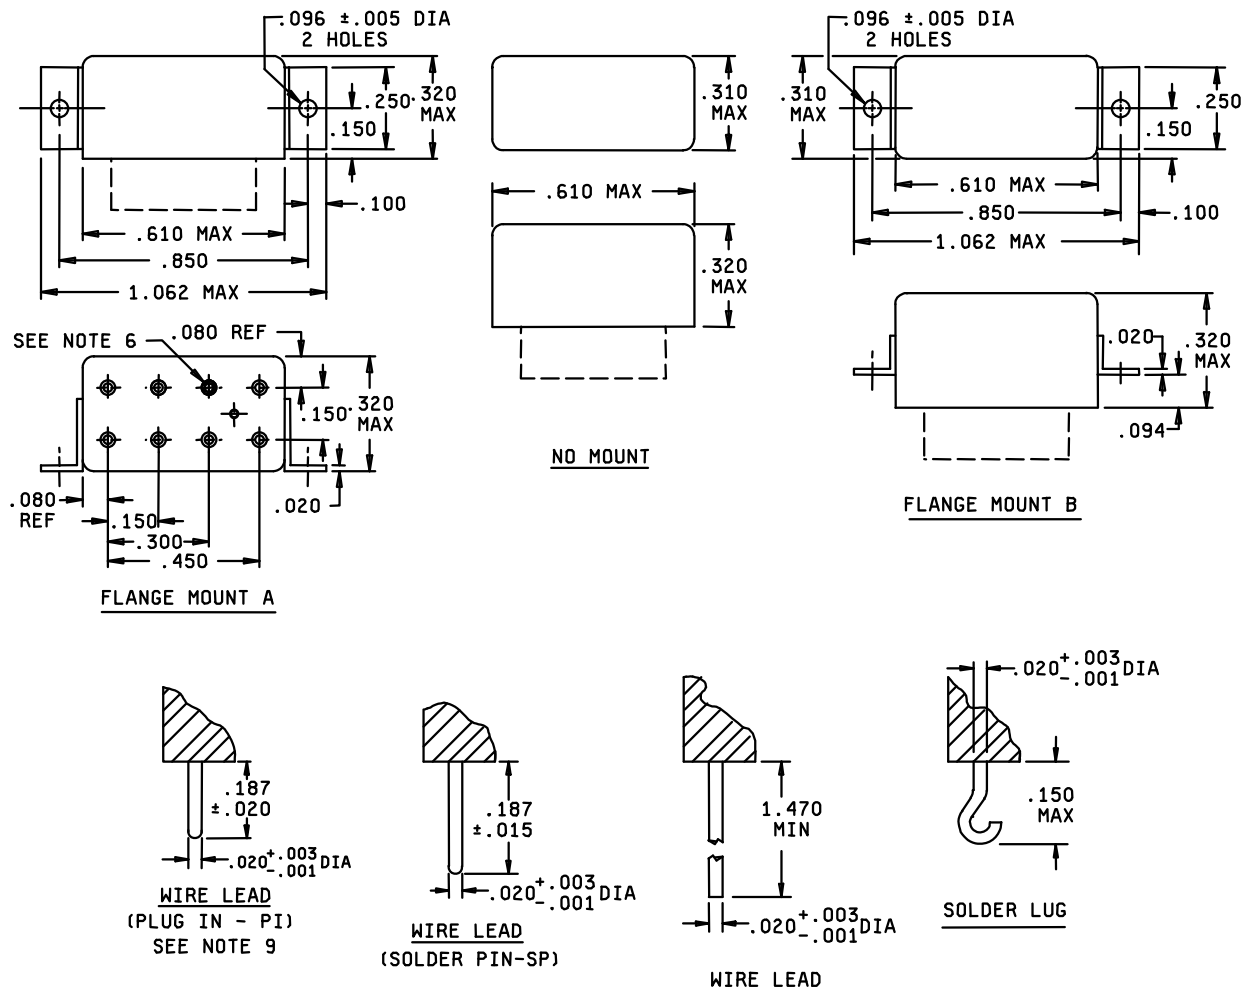 .096 ±.005 DIA
2 HOLES
.250
.320
MAX
.150
.100
.610 MAX
.850
1.062 MAX
SEE NOTE 6
.080 REF
.150
.320
MAX
.020
.080
REF
.150
.300
.450
FLANGE MOUNT A
.310
MAX
.610 MAX
.320
MAX
NO MOUNT
.096 ±.005 DIA
2 HOLES
.310
MAX
.250
.150
.610 MAX
.850
.100
1.062 MAX
.020
.320
MAX
.094
FLANGE MOUNT B
.187
±.020
.020 +.003 -.001 DIA
WIRE LEAD
(PLUG IN - PI)
SEE NOTE 9
.187
±.015
.020 +.003 -.001 DIA
WIRE LEAD
(SOLDER PIN-SP)
1.470
MIN
.020 +.003 -.001 DIA
WIRE LEAD
.020 +.003 -.001 DIA
.150
MAX
SOLDER LUG